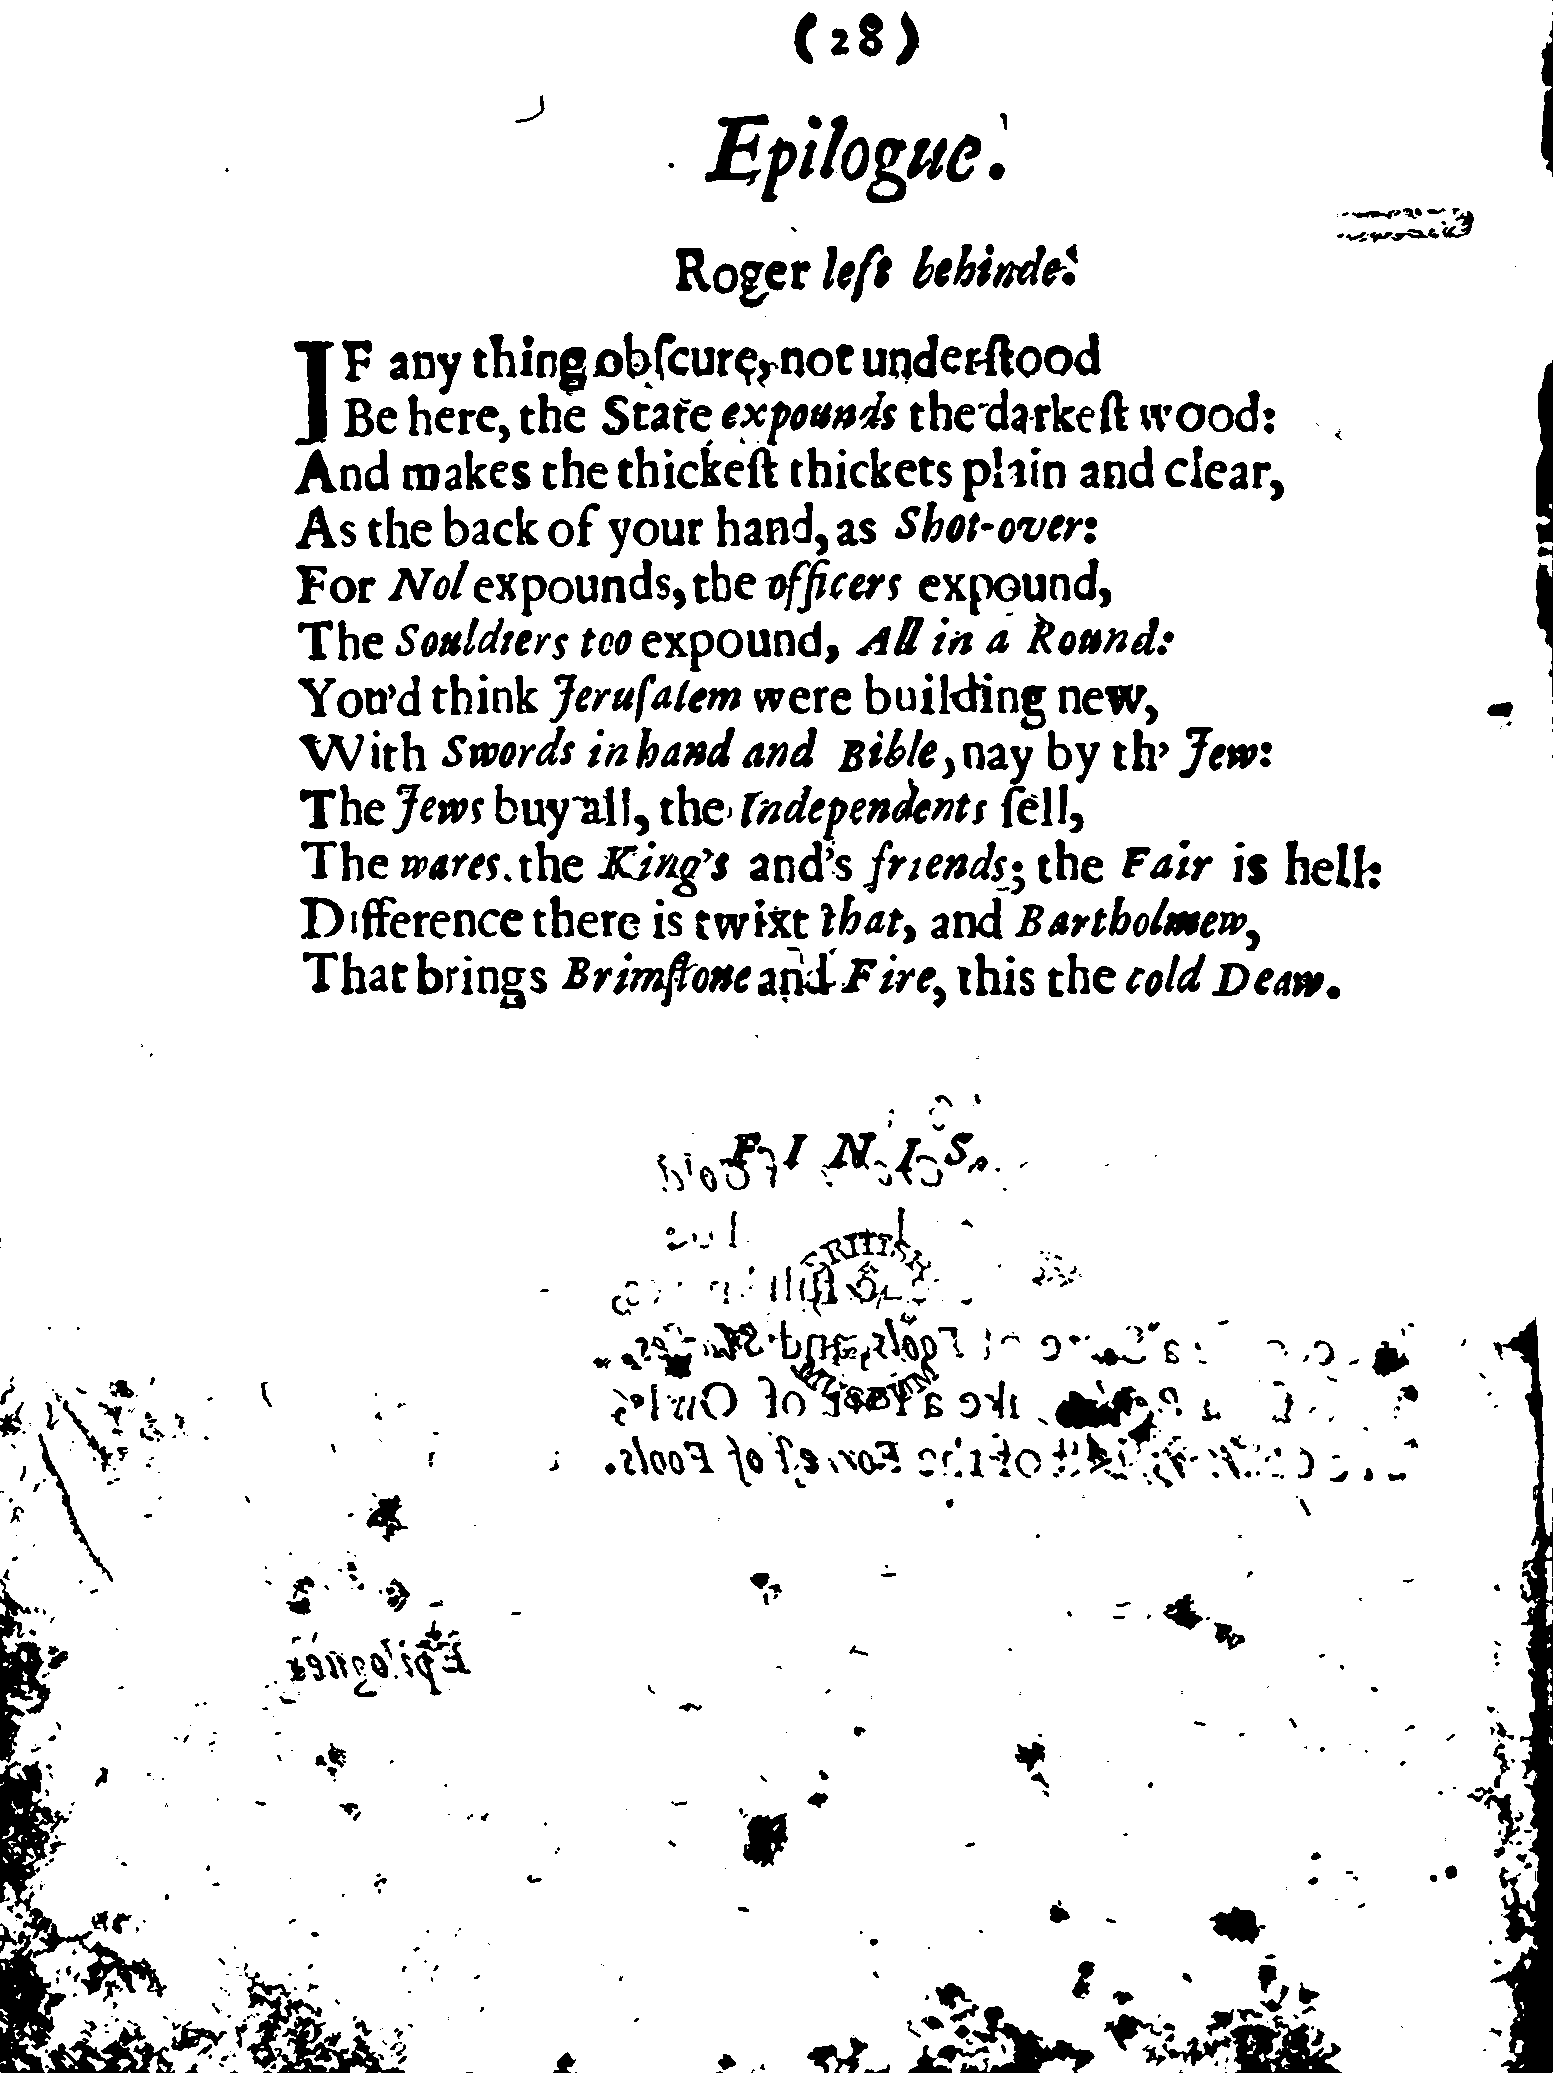 (28)
Epilogue.
Roger left behinde.
IF any thing obſcure, not underſtood
Be here, the State expounds the darkeſt wood:
And makes the thickeſt thickets plain and clear,
As the back of your hand, as Shot-over:
For Nol expounds, the officers expound,
The Souldiers too expound, All in a Round:
You'd think Jeruſalem were building new,
With Swords in hand and Bible, nay by th' Jew:
The Jews buy all, the Independents ſell,
The wares. the King's and's friends; the Fair is hell:
Difference there is twixt that, and Bartholmew,
That brings Brimſtone and Fire, this the cold Deaw.
FINIS.
BRITISH
MUSEUM